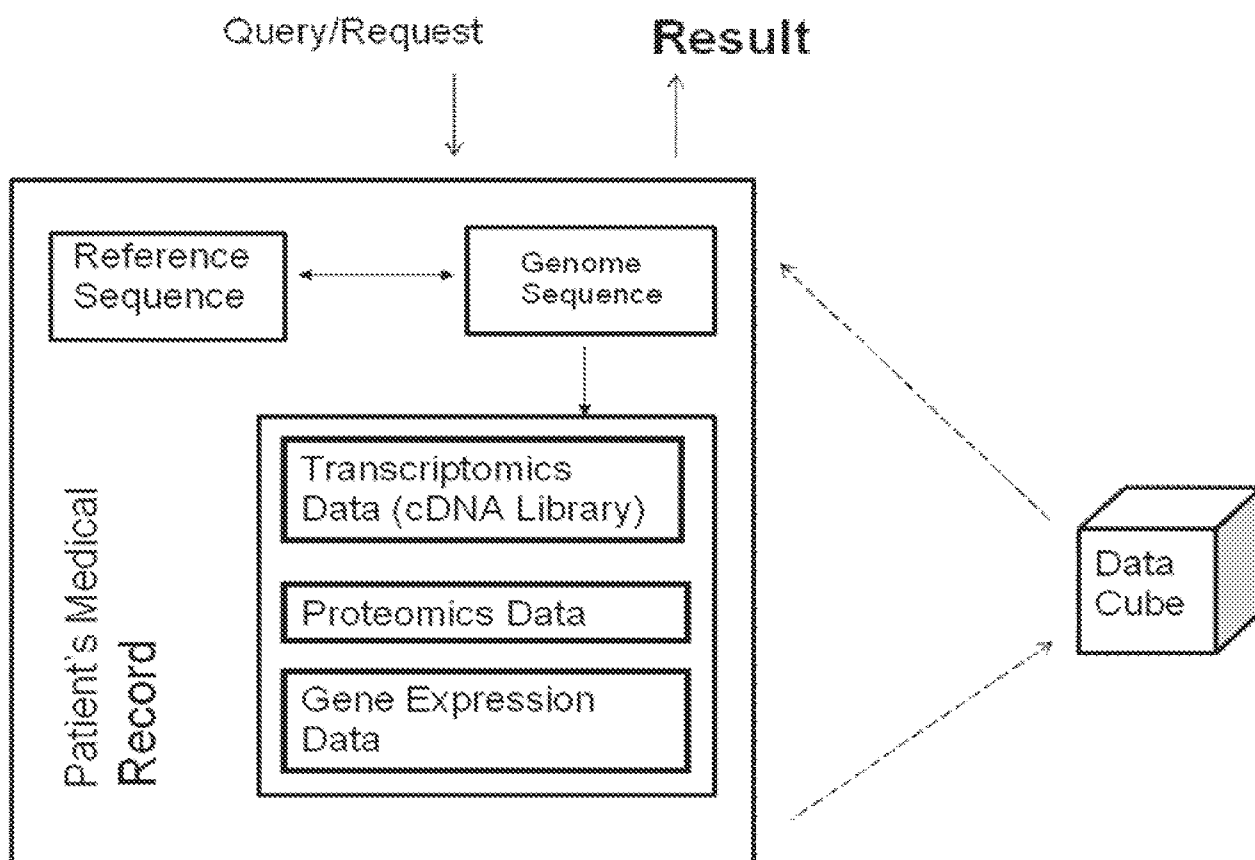 Query/Request
Result
Reference
Sequence
Genome
Sequence
Transcriptomics
Data (cDNA Library)
Proteomics Data
Gene Expression
Data
Patient's Medical
Record
Data
Cube